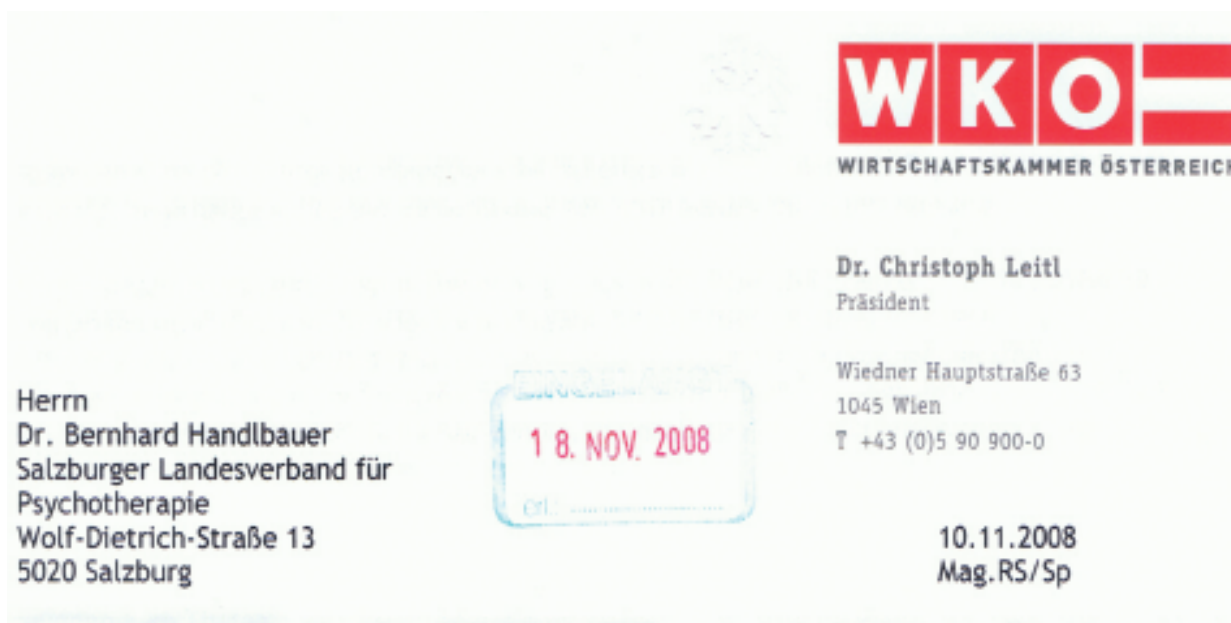 WKO
WIRTSCHAFTSKAMMER ÖSTERREICH
Dr. Christoph Leitl
Präsident
Wiedner Hauptstraße 63
1045 Wien
T +43 (0)5 90 900-0
Herrn
Dr. Bernhard Handlbauer
Salzburger Landesverband für
Psychotherapie
Wolf-Dietrich-Straße 13
5020 Salzburg
18. NOV. 2008
erl.:
10.11.2008
Mag.RS/Sp